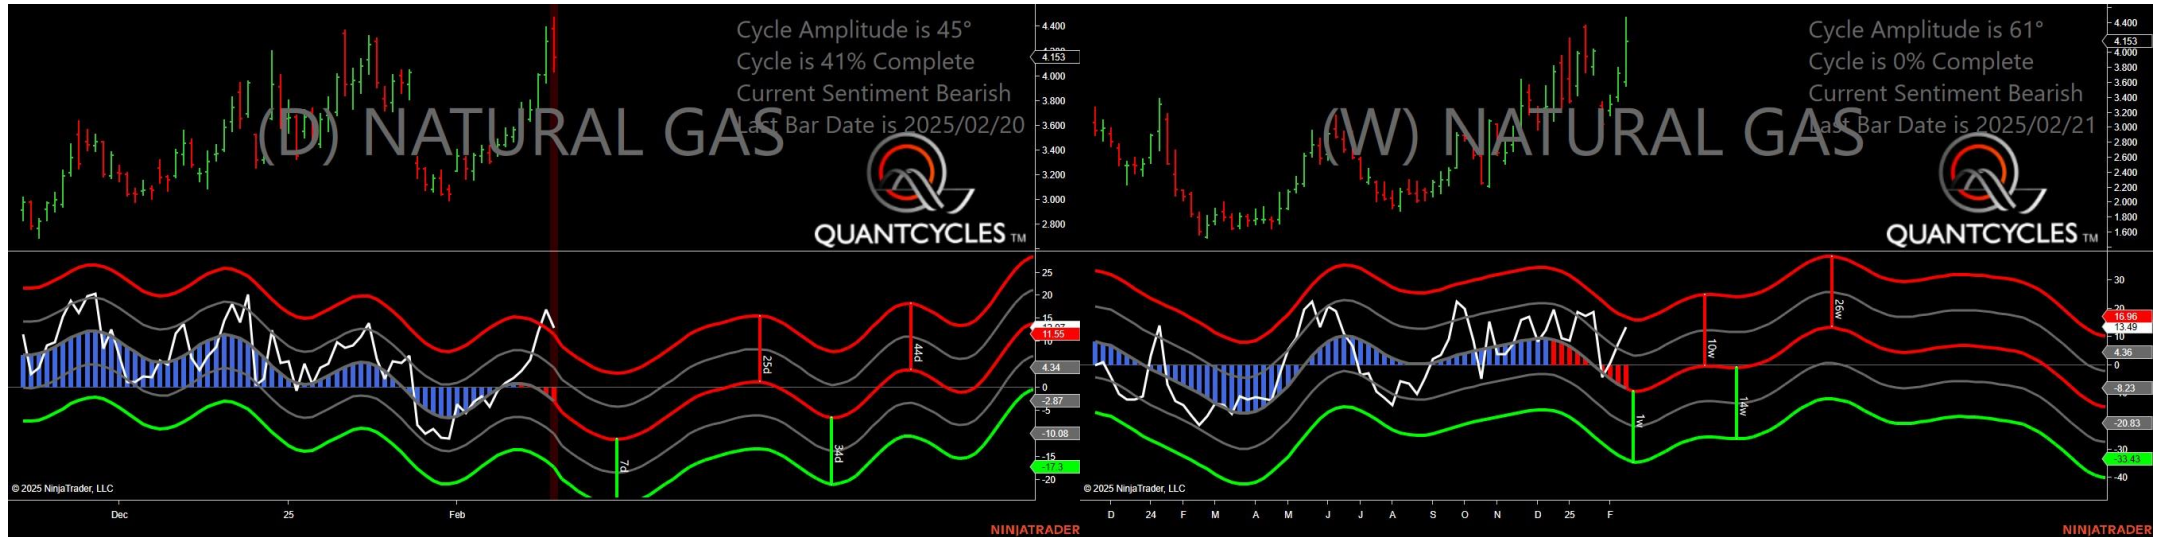 Cycle Amplitude is 45°
Cycle is 41% Complete
Current Sentiment Bearish
Last Bar Date is 2025/02/20
(D) NATURAL GAS
QUANTCYCLES TM
4.400
4.153
4.000
3.800
3.600
3.400
3.200
3.000
2.800
25
20
15
11.55
10
4.34
0
-2.87
-5
-10.08
-15
-17.3
-20
7d
25d
34d
44d
© 2025 NinjaTrader, LLC
Dec 25 Feb
NINJATRADER
Cycle Amplitude is 61°
Cycle is 0% Complete
Current Sentiment Bearish
Last Bar Date is 2025/02/21
(W) NATURAL GAS
QUANTCYCLES TM
4.400
4.153
4.000
3.800
3.600
3.400
3.200
3.000
2.800
2.600
2.400
2.200
2.000
1.800
1.600
30
20
16.96
13.49
10
4.36
0
-8.23
-20.83
-30
-33.43
-40
1w
10w
14w
26w
© 2025 NinjaTrader, LLC
D 24 F M A M J J A S O N D 25 F
NINJATRADER